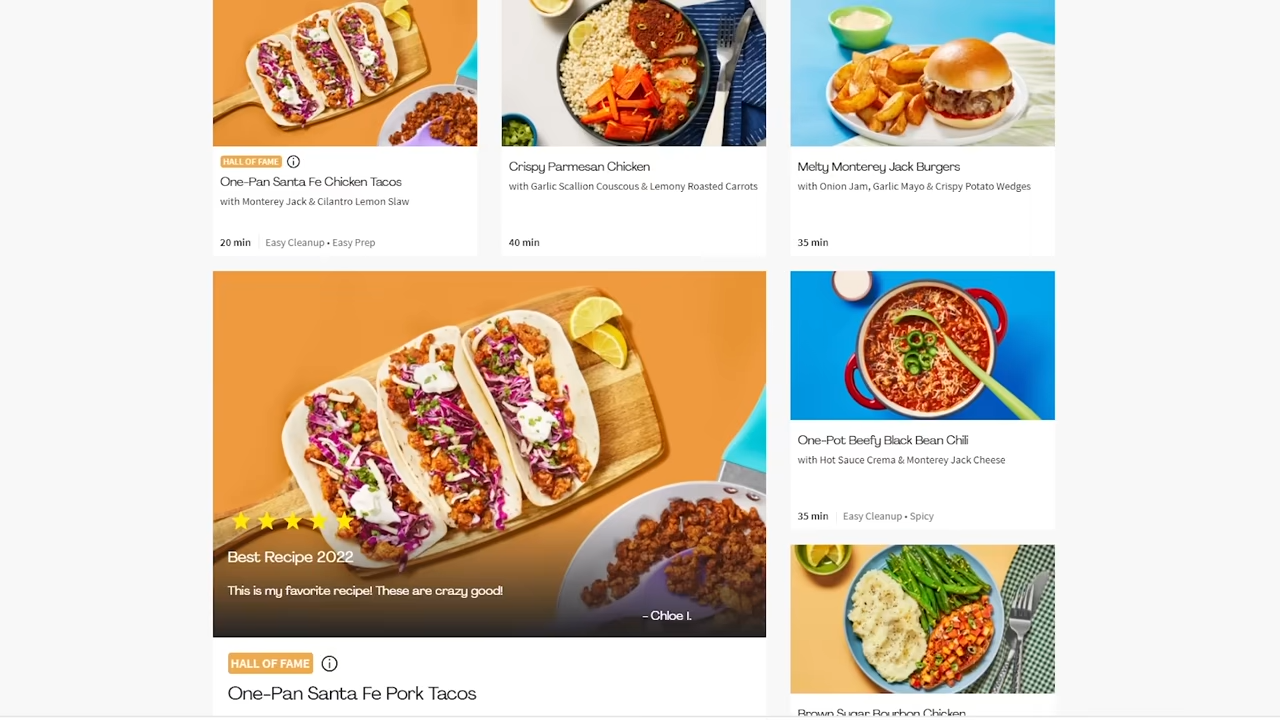 HALL OF FAME
One-Pan Santa Fe Chicken Tacos
with Monterey Jack & Cilantro Lemon Slaw
20 min Easy Cleanup • Easy Prep
Crispy Parmesan Chicken
with Garlic Scallion Couscous & Lemony Roasted Carrots
40 min
Melty Monterey Jack Burgers
with Onion Jam, Garlic Mayo & Crispy Potato Wedges
35 min
Best Recipe 2022
This is my favorite recipe! These are crazy good!
– Chloe I.
HALL OF FAME
One-Pan Santa Fe Pork Tacos
One-Pot Beefy Black Bean Chili
with Hot Sauce Crema & Monterey Jack Cheese
35 min Easy Cleanup • Spicy
Brown Sugar Bourbon Chicken